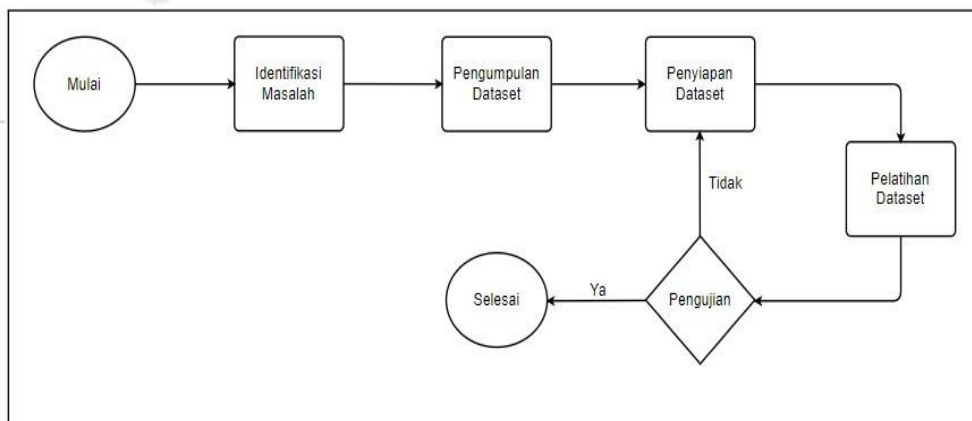 Mulai
Identifikasi
Masalah
Pengumpulan
Dataset
Penyiapan
Dataset
Pelatihan
Dataset
Tidak
Pengujian
Ya
Selesai